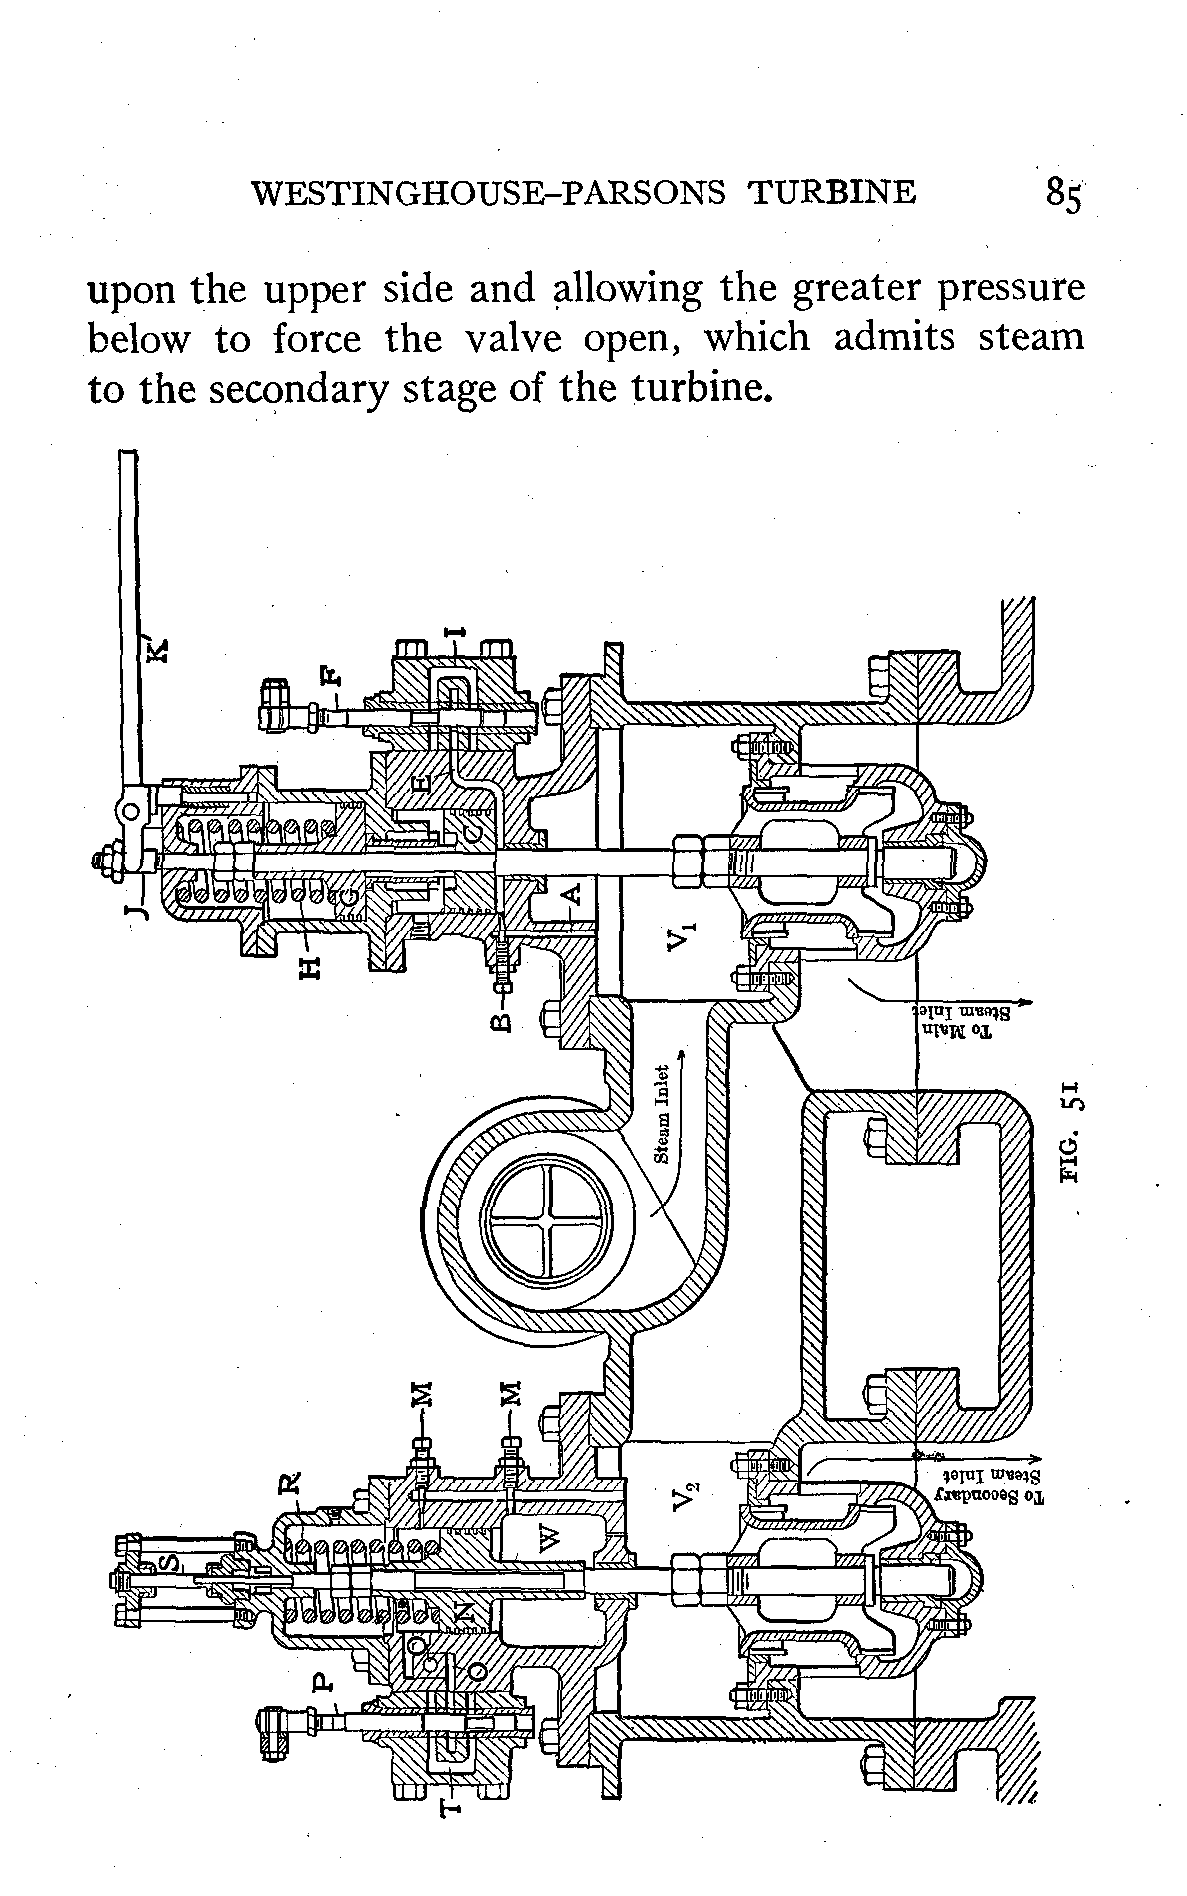 WESTINGHOUSE–PARSONS TURBINE 85
upon the upper side and allowing the greater pressure
below to force the valve open, which admits steam
to the secondary stage of the turbine.
K
J
F
I
E
C
G
H
A
B
V1
Steam Inlet
To Main
Steam Inlet
M
M
R
S
W
N
O
P
T
V2
To Secondary
Steam Inlet
FIG. 51